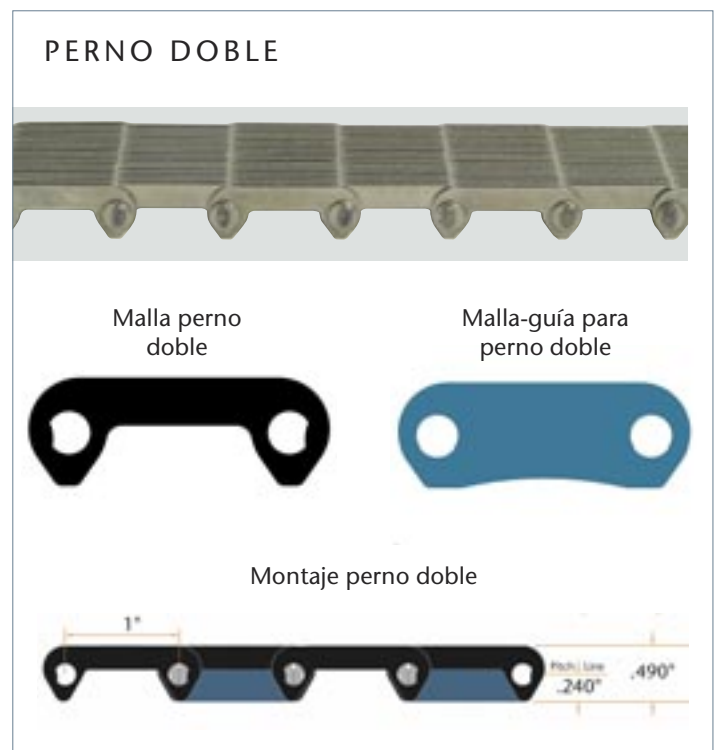 PERNO DOBLE
Malla perno
doble
Malla-guía para
perno doble
Montaje perno doble
1"
Pitch Line
.240"
.490"